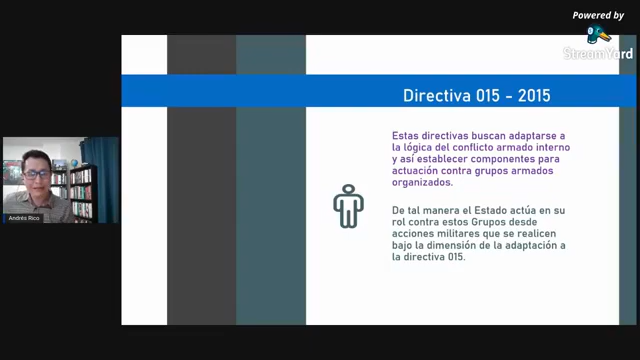 Powered by
StreamYard
Directiva 015 - 2015
Estas directivas buscan adaptarse a
la lógica del conflicto armado interno
y así establecer componentes para
actuación contra grupos armados
organizados.
De tal manera el Estado actúa en su
rol contra estos Grupos desde
acciones militares que se realicen
bajo la dimensión de la adaptación a
la directiva 015.
Andrés Rico